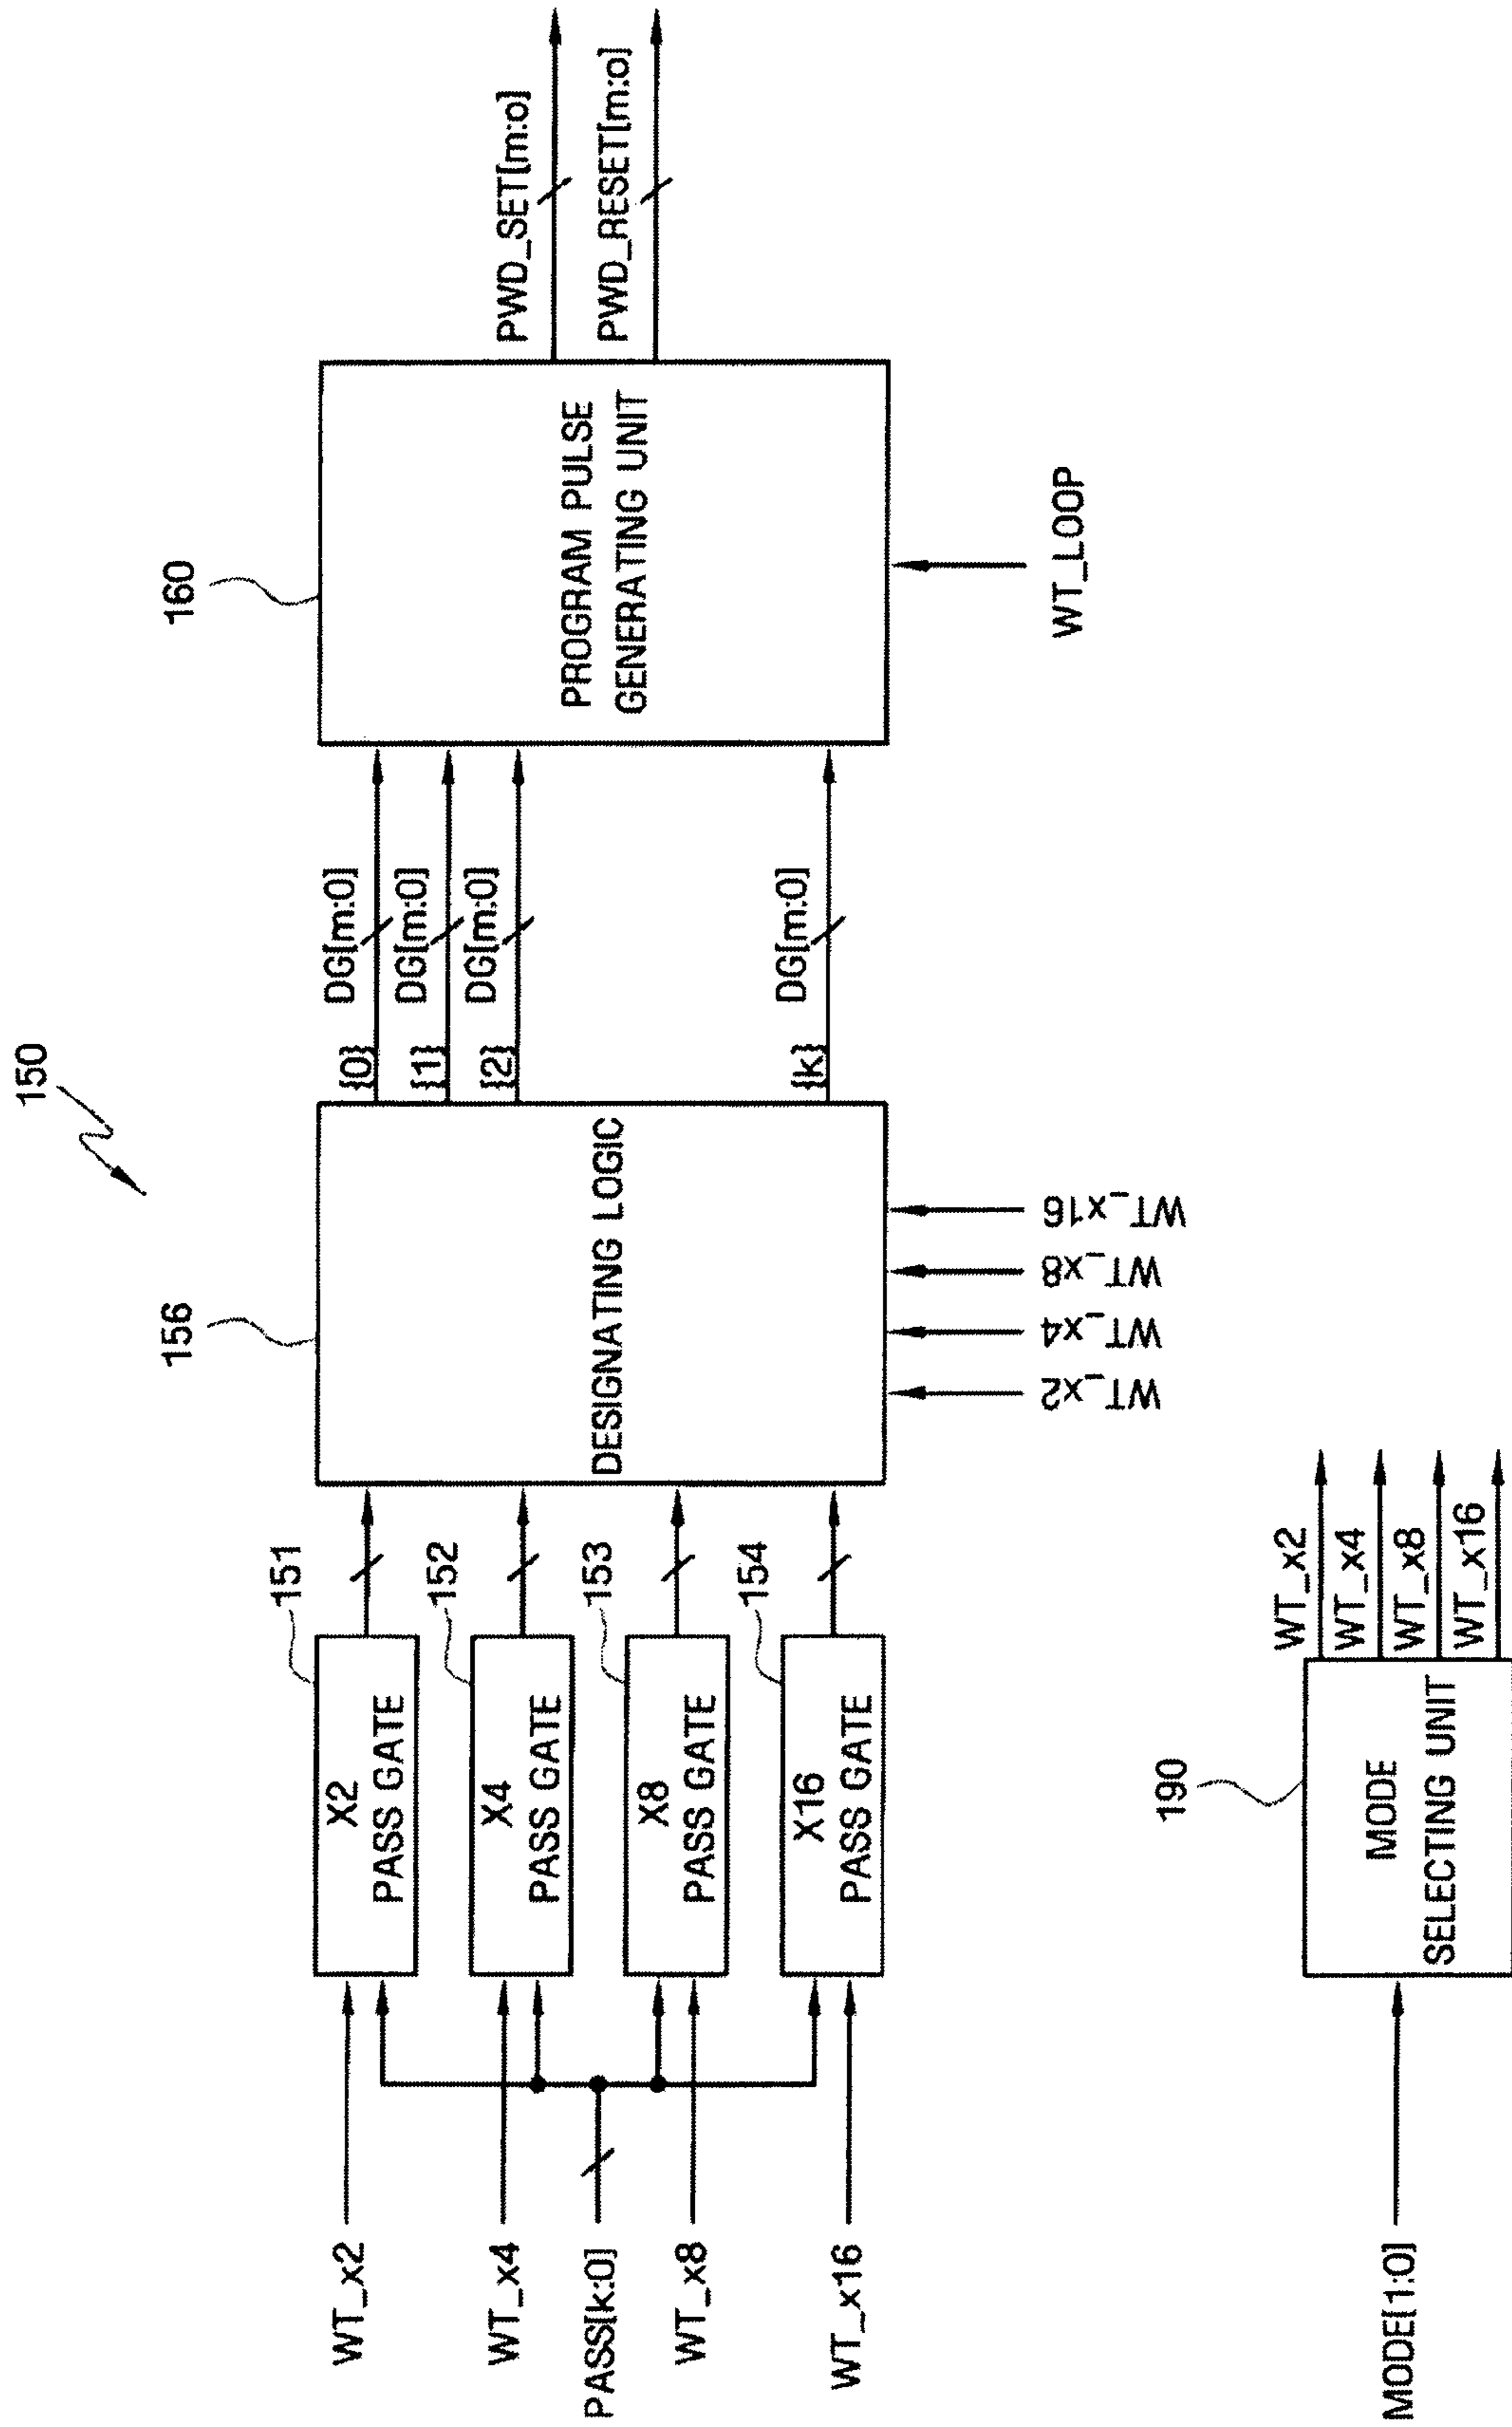 150
WT_x2
WT_x4
PASS[k:0]
WT_x8
WT_x16
151
X2
PASS GATE
152
X4
PASS GATE
153
X8
PASS GATE
154
X16
PASS GATE
156
DESIGNATING LOGIC
WT_x2
WT_x4
WT_x8
WT_x16
{0}
DG[m:0]
{1}
DG[m:0]
{2}
DG[m:0]
{k}
DG[m:0]
160
PROGRAM PULSE
GENERATING UNIT
WT_LOOP
PWD_SET[m:o]
PWD_RESET[m:o]
MODE[1:0]
190
MODE
SELECTING UNIT
WT_x2
WT_x4
WT_x8
WT_x16